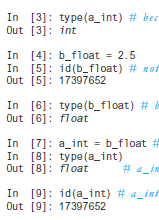 In [3]: type(a_int) # bec
Out [3]: int
In [4]: b_float = 2.5
In [5]: id(b_float) # not
Out [5]: 17397652
In [6]: type(b_float) # b
Out [6]: float
In [7]: a_int = b_float #
In [8]: type(a_int)
Out [8]: float # a_in
In [9]: id(a_int) # a_int
Out [9]: 17397652